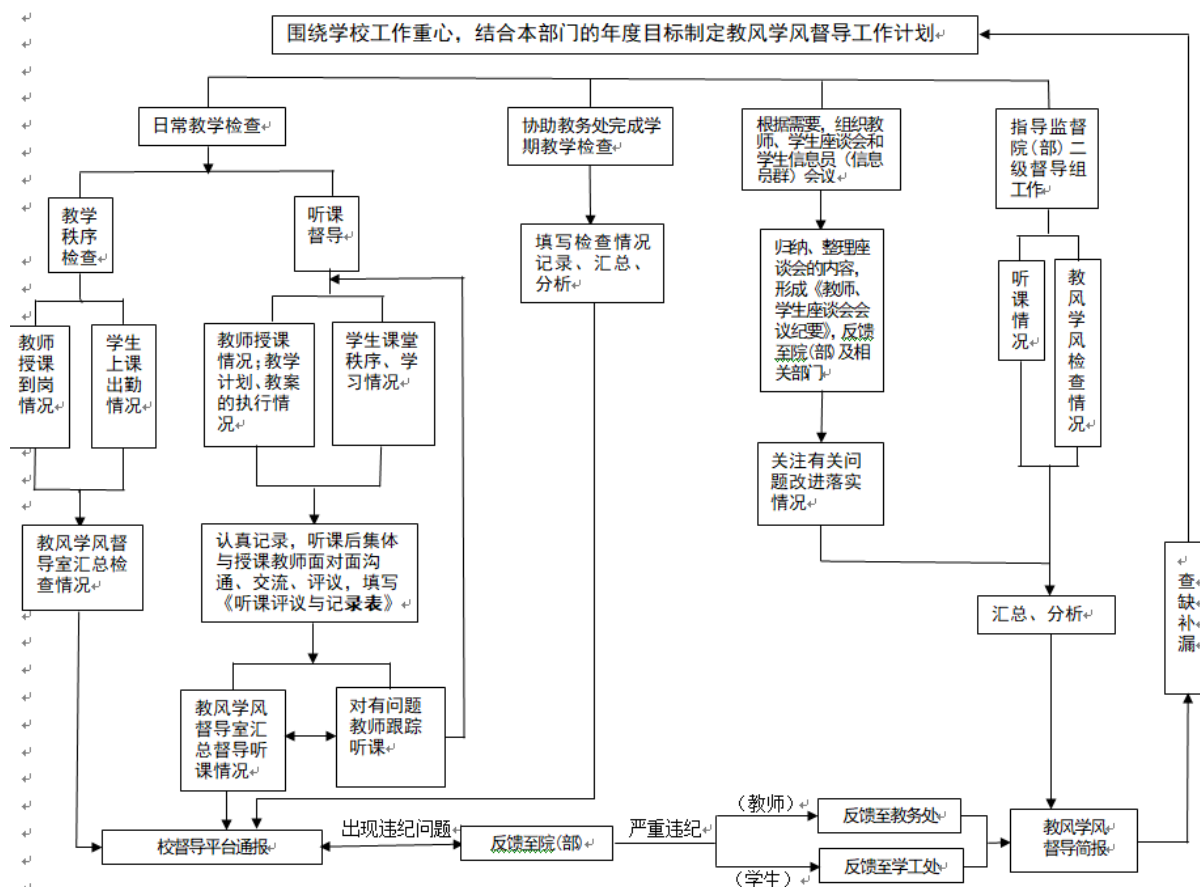 围绕学校工作重心，结合本部门的年度目标制定教风学风督导工作计划
日常教学检查
协助教务处完成学
期教学检查
根据需要，组织教
师、学生座谈会和
学生信息员（信息
员群）会议
指导监督
院（部）二
级督导组
工作
教学
秩序
检查
听课
督导
填写检查情况
记录、汇总、
分析
归纳、整理座
谈会的内容，
形成《教师、
学生座谈会会
议纪要》，反馈
至院（部）及相
关部门
听
课
情
况
教
风
学
风
检
查
情
况
教师
授课
到岗
情况
学生
上课
出勤
情况
教师授课
情况；教学
计划、教案
的执行情
况
学生课堂
秩序、学
习情况
关注有关问
题改进落实
情况
教风学风督
导室汇总检
查情况
认真记录，听课后集体
与授课教师面对面沟
通、交流、评议，填写
《听课评议与记录表》
汇总、分析
查
缺
补
漏
教风学风
督导室汇
总督导听
课情况
对有问题
教师跟踪
听课
校督导平台通报
出现违纪问题
反馈至院（部）
严重违纪
（教师）
反馈至教务处
（学生）
反馈至学工处
教风学风
督导简报